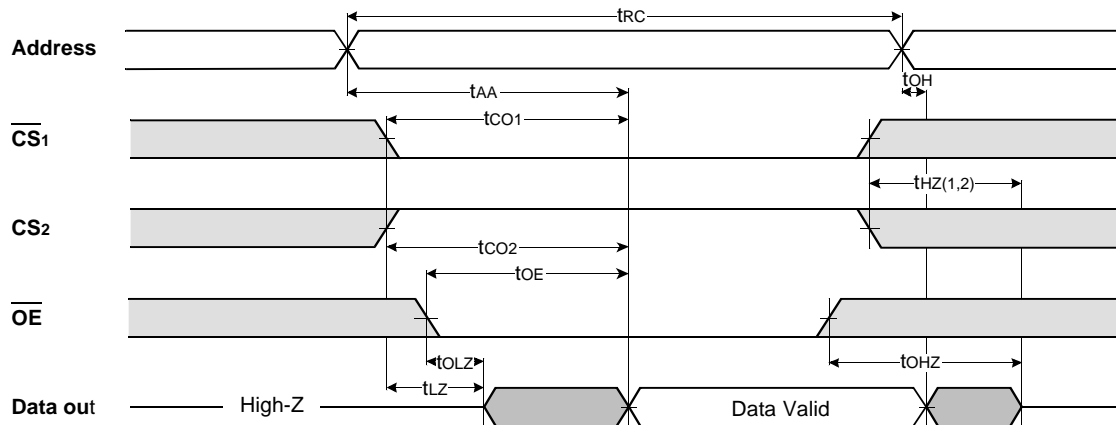 tRC
Address
tOH
tAA
tCO1
CS1
tHZ(1,2)
CS2
tCO2
tOE
OE
tOLZ
tOHZ
tLZ
Data out
High-Z
Data Valid